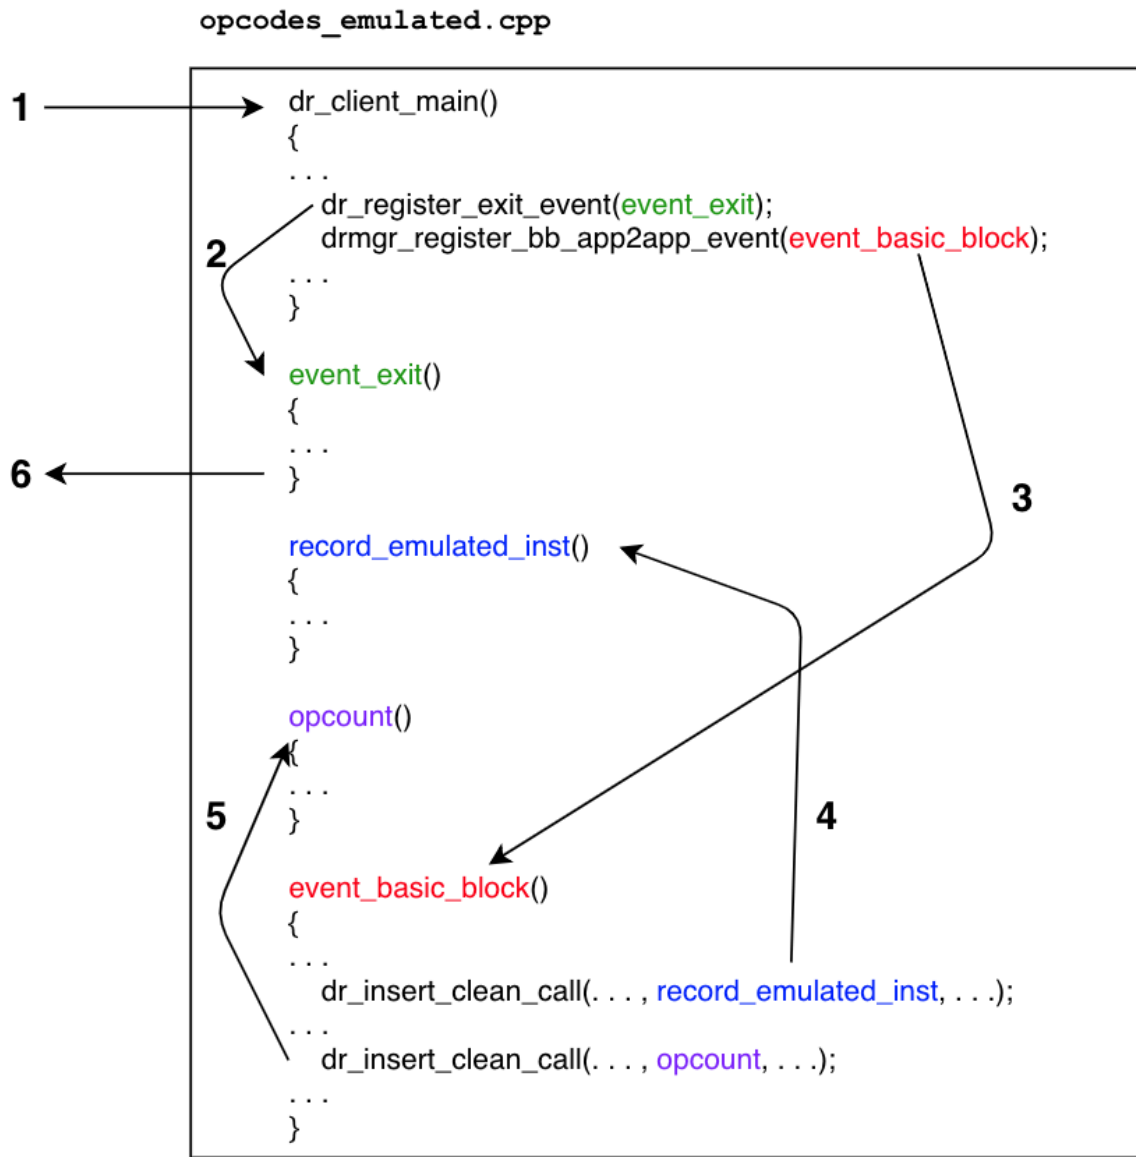 opcodes_emulated.cpp
1
dr_client_main()
{
. . .
dr_register_exit_event(event_exit);
2
drmgr_register_bb_app2app_event(event_basic_block);
. . .
}
event_exit()
{
. . .
6
}
3
record_emulated_inst()
{
. . .
}
opcount()
{
. . .
5
}
4
event_basic_block()
{
. . .
dr_insert_clean_call(. . . , record_emulated_inst, . . .);
. . .
dr_insert_clean_call(. . . , opcount, . . .);
. . .
}